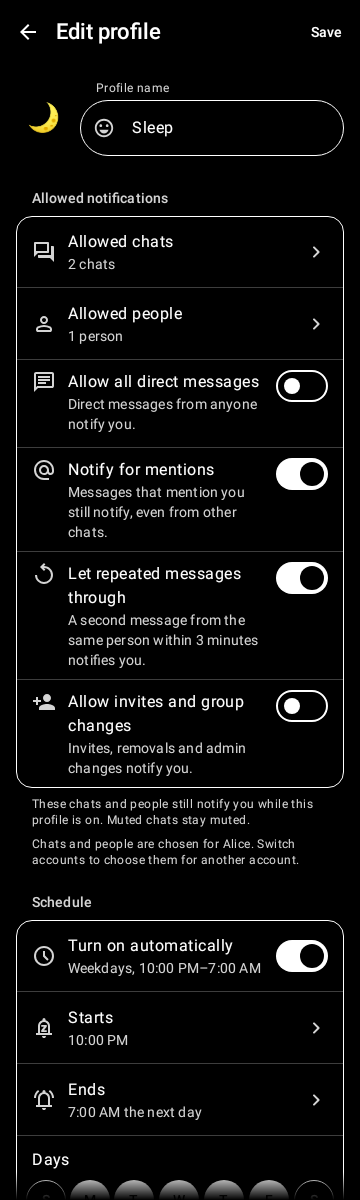 Edit profile
Save
Profile name
Sleep
Allowed notifications
Allowed chats
2 chats
Allowed people
1 person
Allow all direct messages
Direct messages from anyone
notify you.
Notify for mentions
Messages that mention you
still notify, even from other
chats.
Let repeated messages
through
A second message from the
same person within 3 minutes
notifies you.
Allow invites and group
changes
Invites, removals and admin
changes notify you.
These chats and people still notify you while this
profile is on. Muted chats stay muted.
Chats and people are chosen for Alice. Switch
accounts to choose them for another account.
Schedule
Turn on automatically
Weekdays, 10:00 PM–7:00 AM
Starts
10:00 PM
Ends
7:00 AM the next day
Days